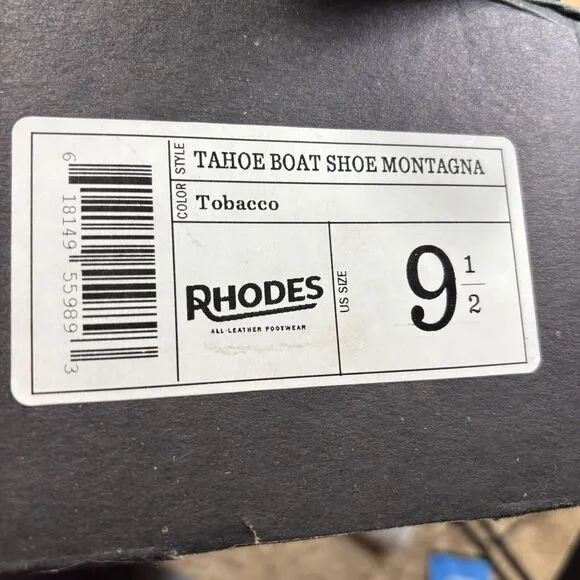 STYLE TAHOE BOAT SHOE MONTAGNA
COLOR Tobacco
RHODES
ALL-LEATHER FOOTWEAR
US SIZE 9 1/2
6 18149 55989 3